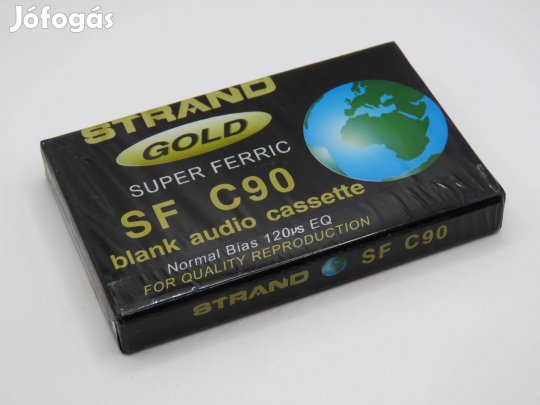 Jófogás
STRAND
GOLD
SUPER FERRIC
SF C90
blank audio cassette
Normal Bias 120υs EQ
FOR QUALITY REPRODUCTION
STRAND SF C90